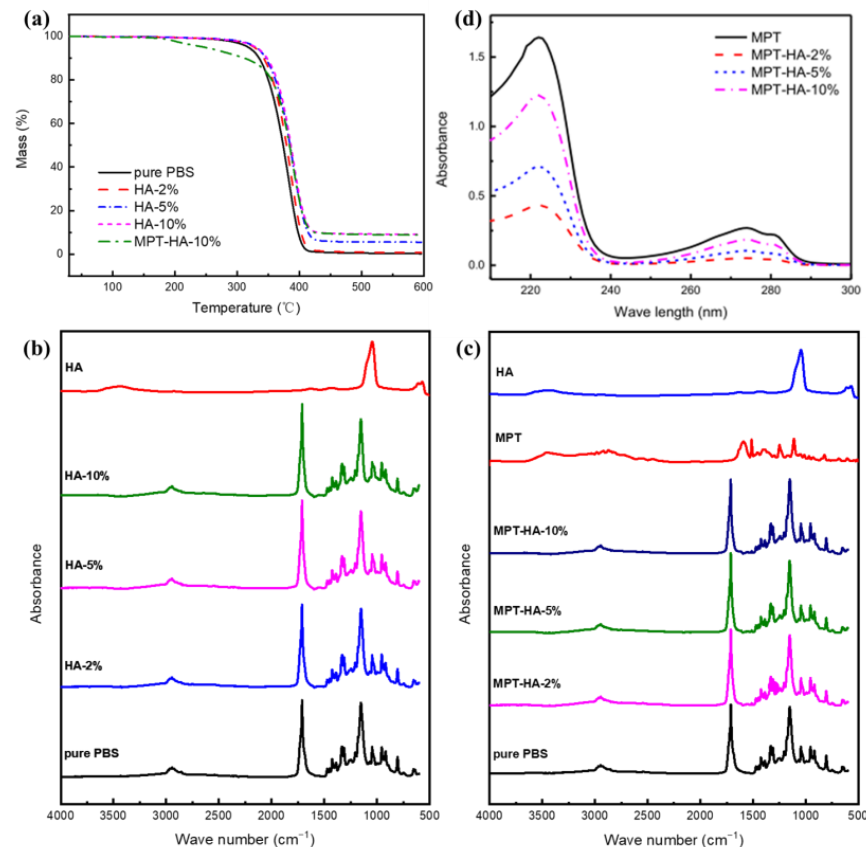 (a)
100
80
60
40
20
0
Mass (%)
pure PBS
HA-2%
HA-5%
HA-10%
MPT-HA-10%
100 200 300 400 500 600
Temperature (℃)
(d)
1.5
1.0
0.5
0.0
Absorbance
MPT
MPT-HA-2%
MPT-HA-5%
MPT-HA-10%
220 240 260 280 300
Wave length (nm)
(b)
HA
HA-10%
HA-5%
HA-2%
pure PBS
Absorbance
4000 3500 3000 2500 2000 1500 1000 500
Wave number (cm⁻¹)
(c)
HA
MPT
MPT-HA-10%
MPT-HA-5%
MPT-HA-2%
pure PBS
Absorbance
4000 3500 3000 2500 2000 1500 1000 500
Wave number (cm⁻¹)